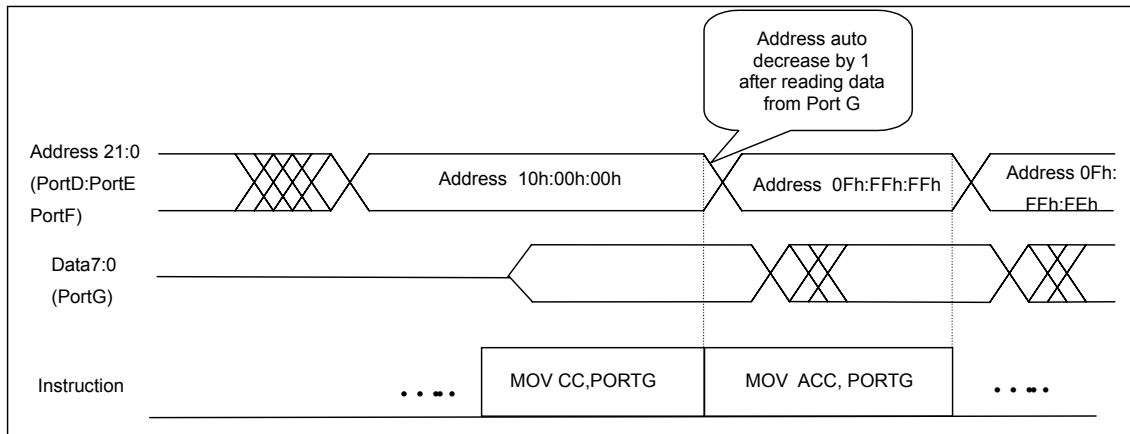 Address auto
decrease by 1
after reading data
from Port G
Address 21:0
(PortD:PortE
PortF)
Address 10h:00h:00h
Address 0Fh:FFh:FFh
Address 0Fh:
FFh:FEh
Data7:0
(PortG)
Instruction
.....
MOV CC,PORTG
MOV ACC, PORTG
.....